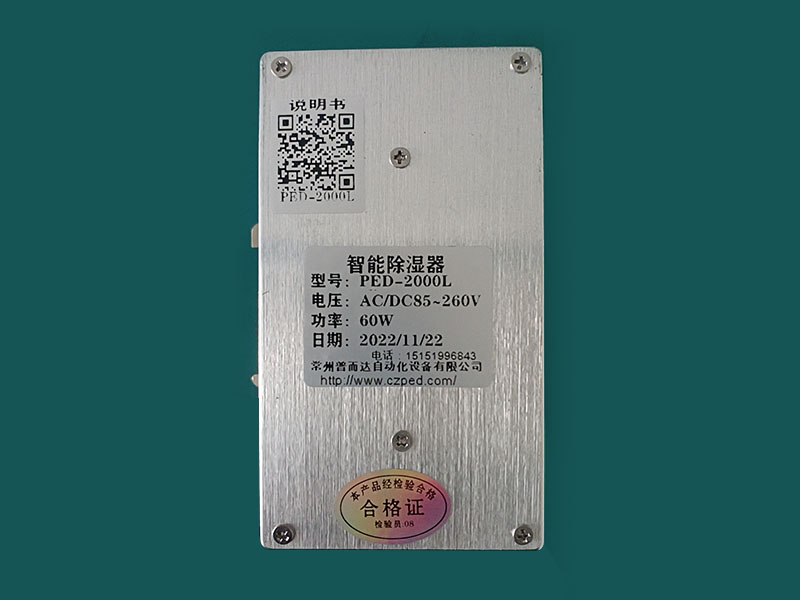 说明书
PED-2000L
智能除湿器
型号：PED-2000L
电压：AC/DC85~260V
功率：60W
日期：2022/11/22
电话：15151996843
常州普而达自动化设备有限公司
http://www.czped.com/
本产品经检验合格
合格证
检验员 08